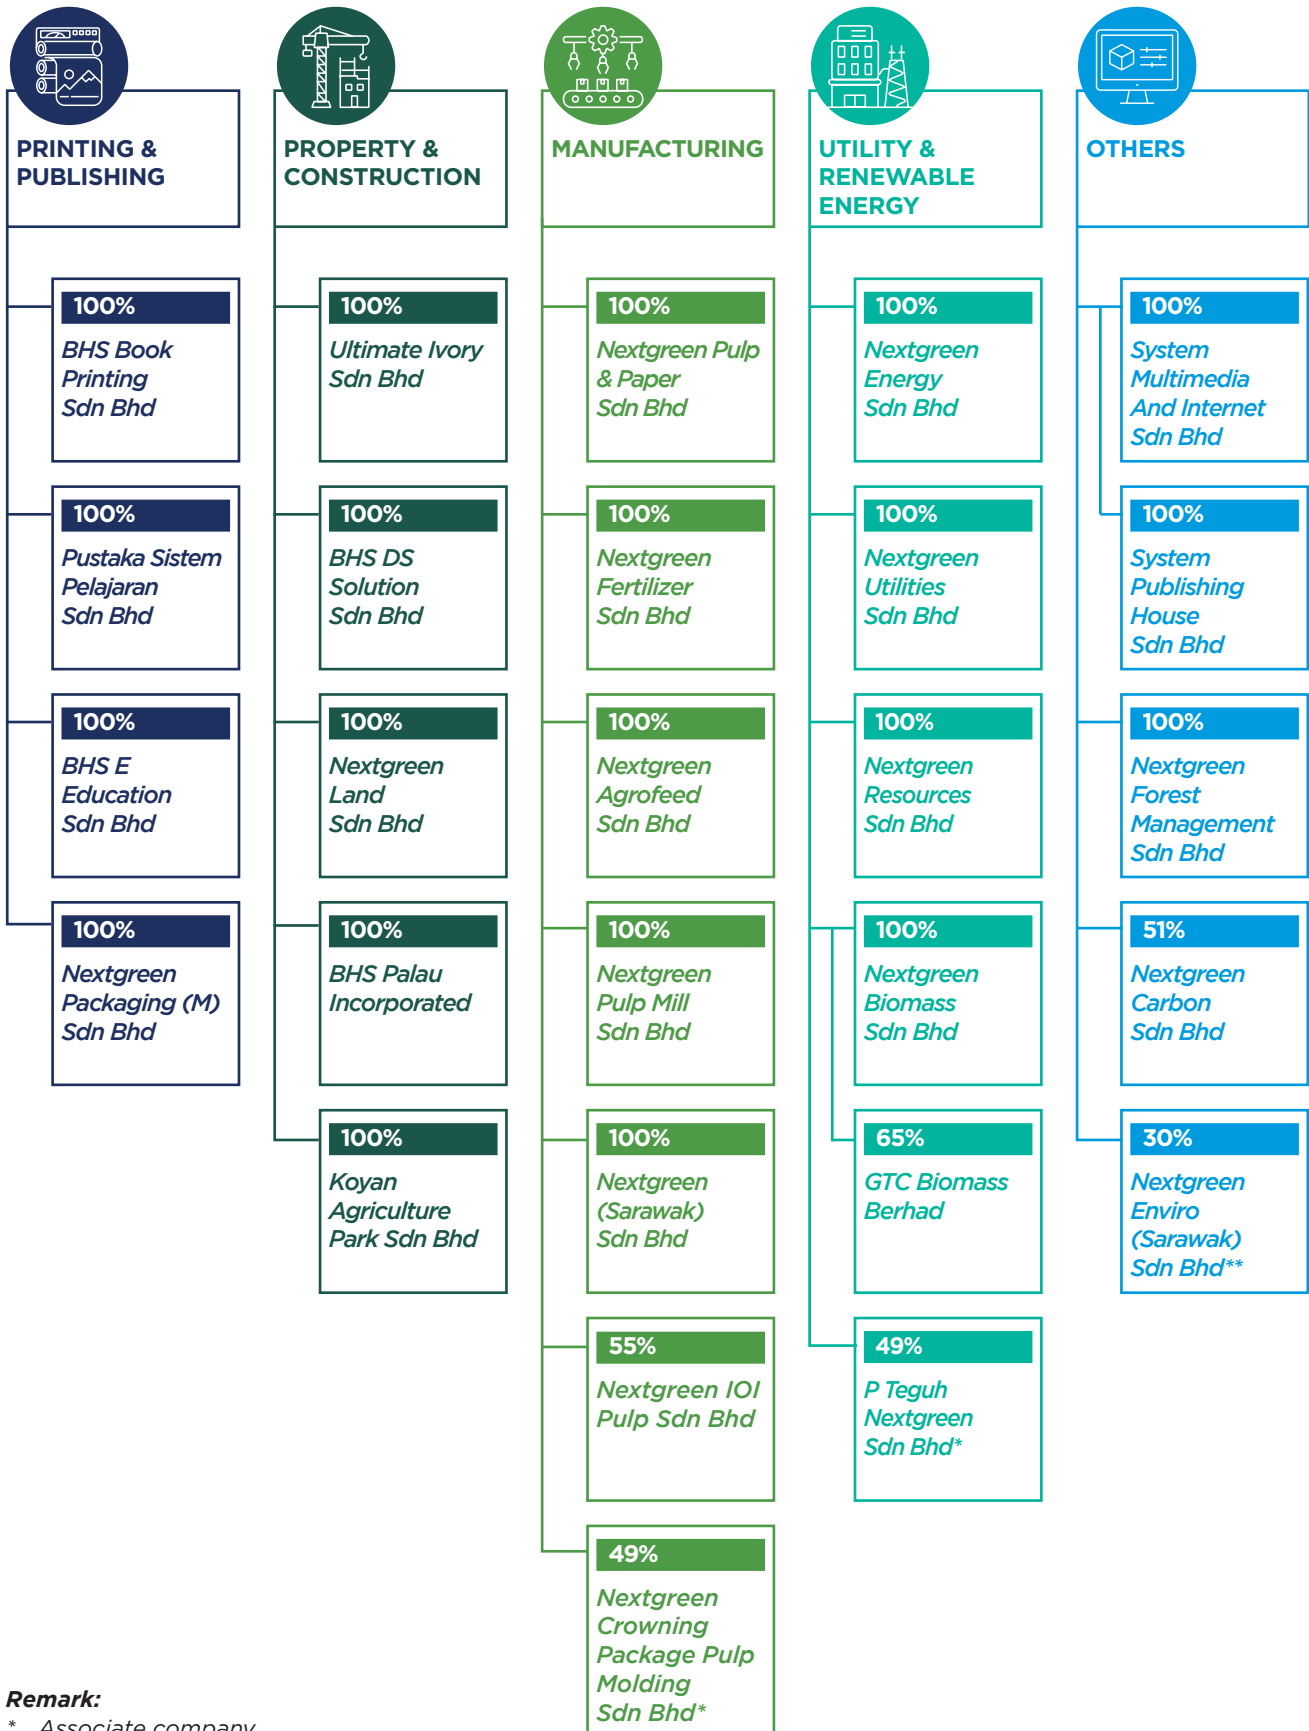 PRINTING &
PUBLISHING
100%
BHS Book
Printing
Sdn Bhd
100%
Pustaka Sistem
Pelajaran
Sdn Bhd
100%
BHS E
Education
Sdn Bhd
100%
Nextgreen
Packaging (M)
Sdn Bhd
PROPERTY &
CONSTRUCTION
100%
Ultimate Ivory
Sdn Bhd
100%
BHS DS
Solution
Sdn Bhd
100%
Nextgreen
Land
Sdn Bhd
100%
BHS Palau
Incorporated
100%
Koyan
Agriculture
Park Sdn Bhd
MANUFACTURING
100%
Nextgreen Pulp
& Paper
Sdn Bhd
100%
Nextgreen
Fertilizer
Sdn Bhd
100%
Nextgreen
Agrofeed
Sdn Bhd
100%
Nextgreen
Pulp Mill
Sdn Bhd
100%
Nextgreen
(Sarawak)
Sdn Bhd
55%
Nextgreen IOI
Pulp Sdn Bhd
49%
Nextgreen
Crowning
Package Pulp
Molding
Sdn Bhd*
UTILITY &
RENEWABLE
ENERGY
100%
Nextgreen
Energy
Sdn Bhd
100%
Nextgreen
Utilities
Sdn Bhd
100%
Nextgreen
Resources
Sdn Bhd
100%
Nextgreen
Biomass
Sdn Bhd
65%
GTC Biomass
Berhad
49%
P Teguh
Nextgreen
Sdn Bhd*
OTHERS
100%
System
Multimedia
And Internet
Sdn Bhd
100%
System
Publishing
House
Sdn Bhd
100%
Nextgreen
Forest
Management
Sdn Bhd
51%
Nextgreen
Carbon
Sdn Bhd
30%
Nextgreen
Enviro
(Sarawak)
Sdn Bhd**
Remark:
* Associate company